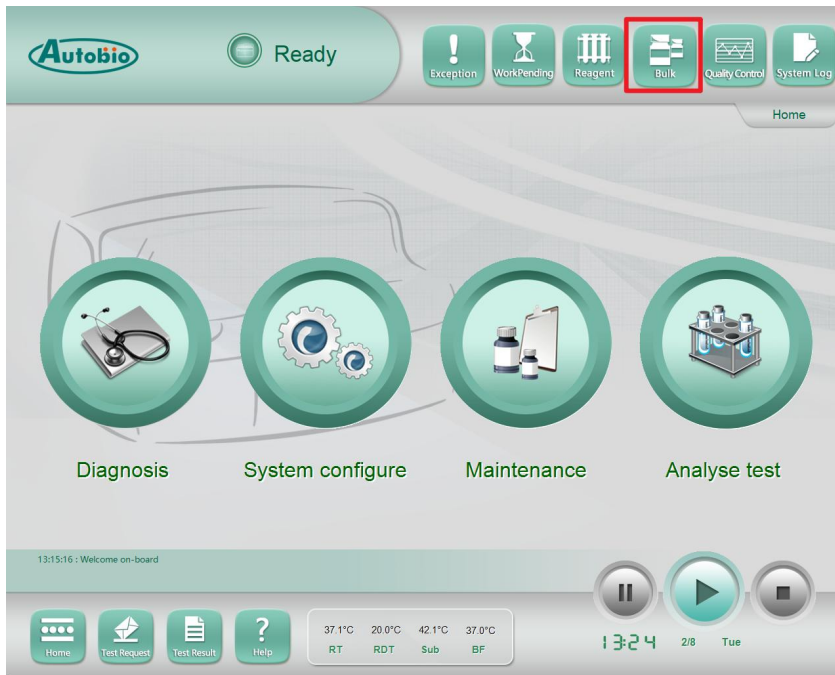 Autobio
Ready
Exception
WorkPending
Reagent
Bulk
Quality Control
System Log
Home
Diagnosis
System configure
Maintenance
Analyse test
13:15:16 : Welcome on-board
Home
Test Request
Test Result
? Help
37.1°C 20.0°C 42.1°C 37.0°C
RT RDT Sub BF
13:24 2/8 Tue